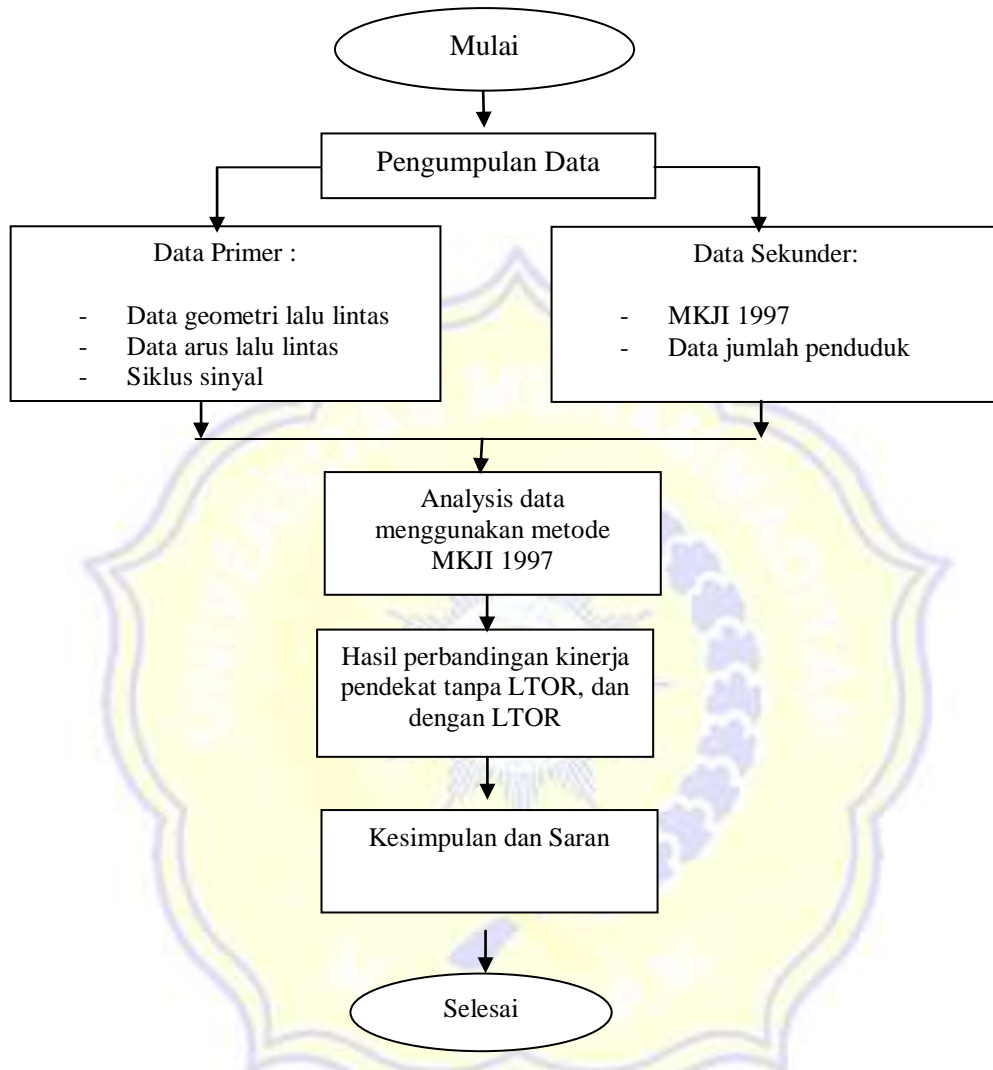 Mulai
Pengumpulan Data
Data Primer :
- Data geometri lalu lintas
- Data arus lalu lintas
- Siklus sinyal
Data Sekunder:
- MKJI 1997
- Data jumlah penduduk
Analysis data
menggunakan metode
MKJI 1997
Hasil perbandingan kinerja
pendekat tanpa LTOR, dan
dengan LTOR
Kesimpulan dan Saran
Selesai